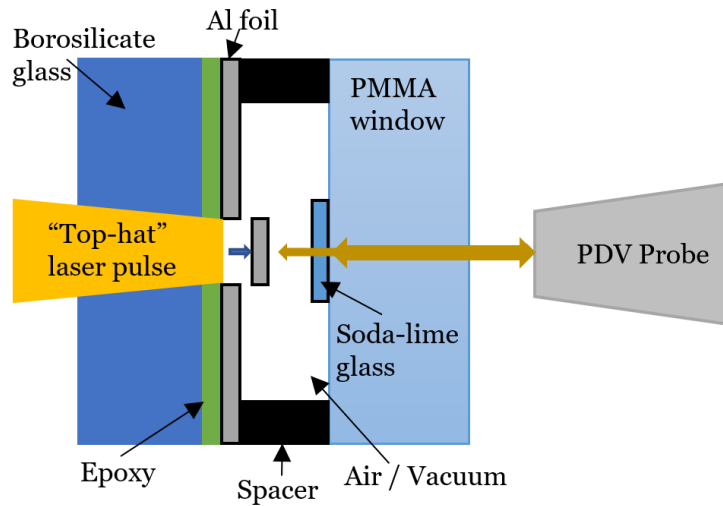 Al foil
Borosilicate
glass
PMMA
window
“Top-hat”
laser pulse
PDV Probe
Soda-lime
glass
Epoxy
Spacer
Air / Vacuum